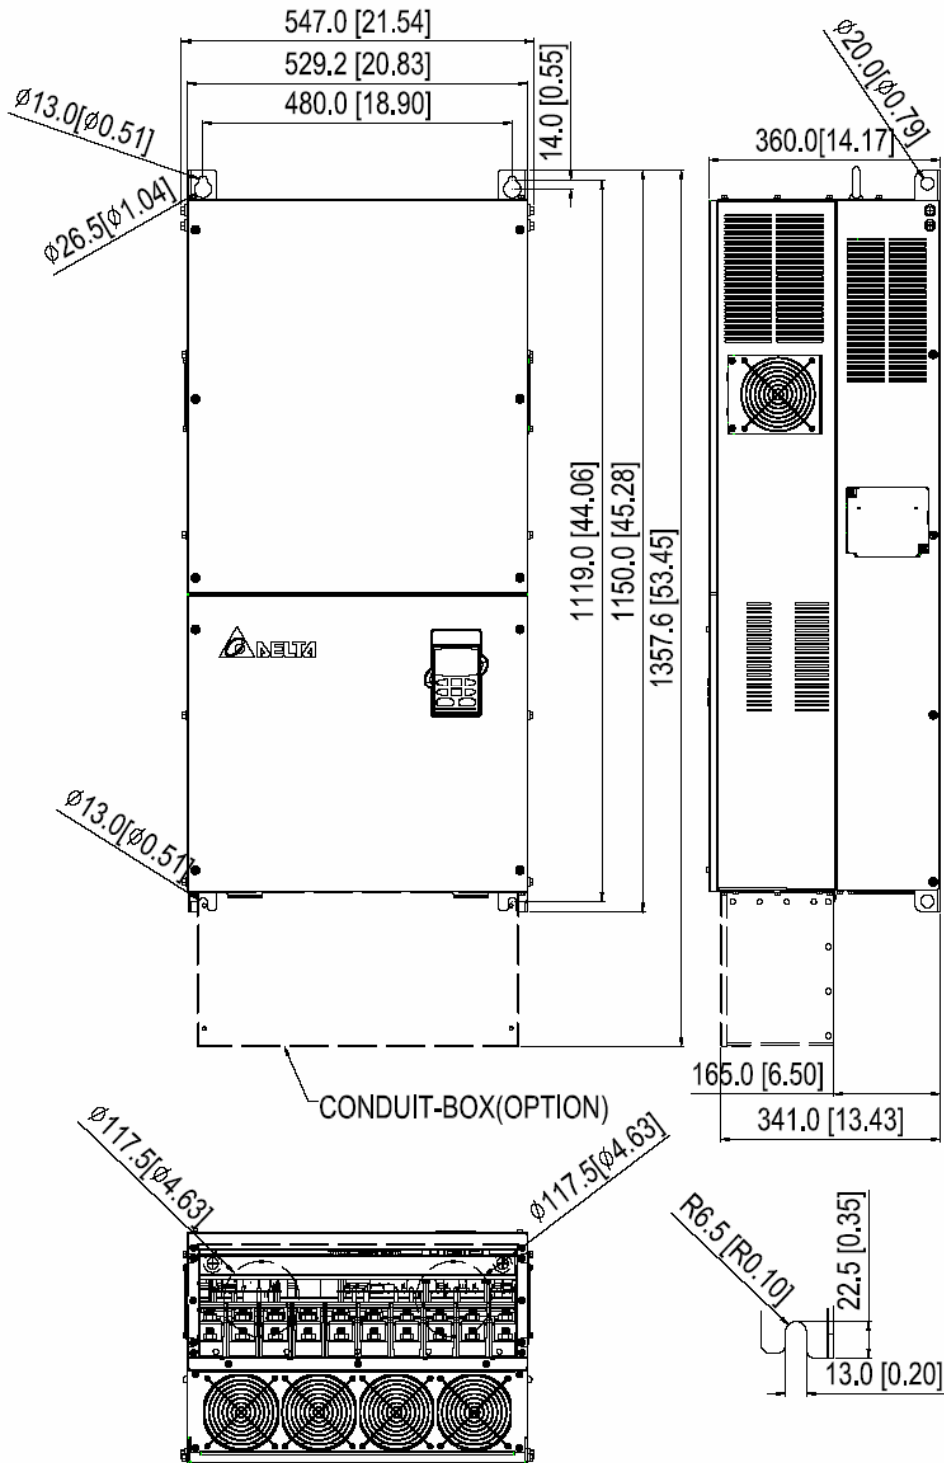 547.0 [21.54]
529.2 [20.83]
480.0 [18.90]
14.0 [0.55]
Ø20.0[Ø0.79]
360.0[14.17]
Ø13.0[Ø0.51]
Ø26.5[Ø1.04]
1119.0 [44.06]
1150.0 [45.28]
1357.6 [53.45]
DELTA
Ø13.0[Ø0.51]
165.0 [6.50]
341.0 [13.43]
CONDUIT-BOX(OPTION)
Ø117.5[Ø4.63]
Ø117.5[Ø4.63]
R6.5 [R0.10]
22.5 [0.35]
13.0 [0.20]